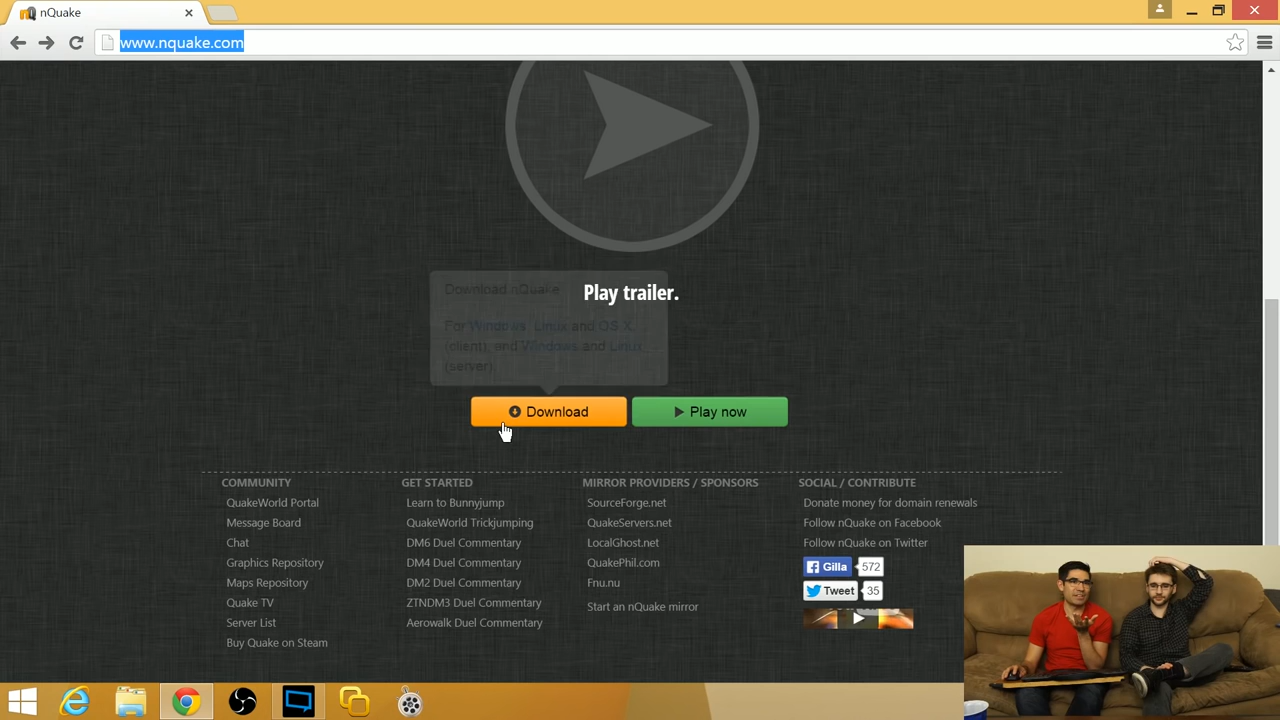 nQuake
www.nquake.com
Download nQuake
Play trailer.
For Windows, Linux and OS X
(client), and Windows and Linux
(server).
Download
Play now
COMMUNITY
QuakeWorld Portal
Message Board
Chat
Graphics Repository
Maps Repository
Quake TV
Server List
Buy Quake on Steam
GET STARTED
Learn to Bunnyjump
QuakeWorld Trickjumping
DM6 Duel Commentary
DM4 Duel Commentary
DM2 Duel Commentary
ZTNDM3 Duel Commentary
Aerowalk Duel Commentary
MIRROR PROVIDERS / SPONSORS
SourceForge.net
QuakeServers.net
LocalGhost.net
QuakePhil.com
Fnu.nu
Start an nQuake mirror
SOCIAL / CONTRIBUTE
Donate money for domain renewals
Follow nQuake on Facebook
Follow nQuake on Twitter
Gilla 572
Tweet 35